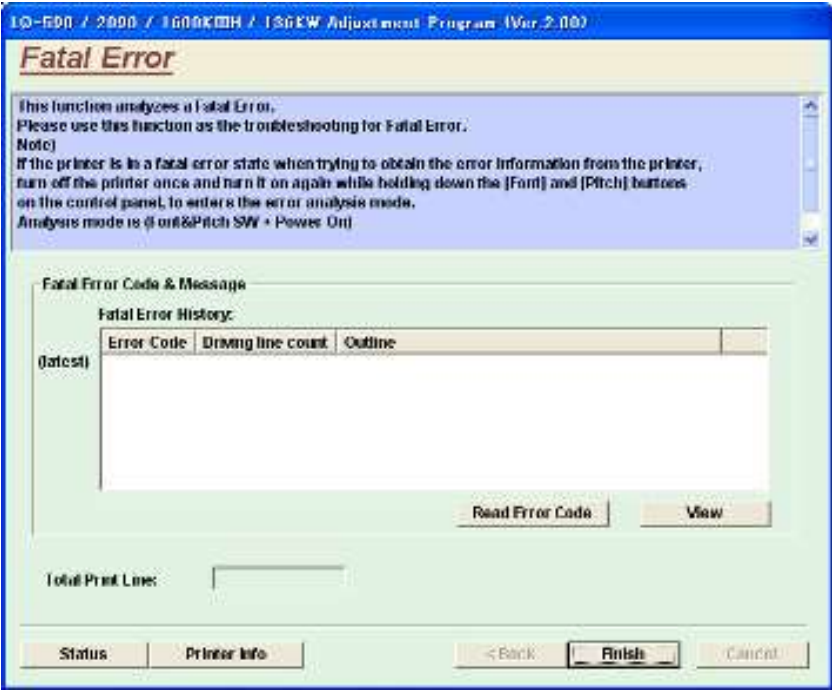 LQ-590 / 2090 / 1600KⅢH / 136KW Adjustment Program (Ver.2.00)
Fatal Error
This function analyzes a Fatal Error.
Please use this function as the troubleshooting for Fatal Error.
Note)
If the printer is in a fatal error state when trying to obtain the error information from the printer,
turn off the printer once and turn it on again while holding down the [Font] and [Pitch] buttons
on the control panel, to enters the error analysis mode.
Analysis mode is (Font&Pitch SW + Power On)
Fatal Error Code & Message
Fatal Error History:
Error Code Driving line count Outline
(latest)
Read Error Code View
Total Print Line:
Status Printer Info < Back Finish Cancel